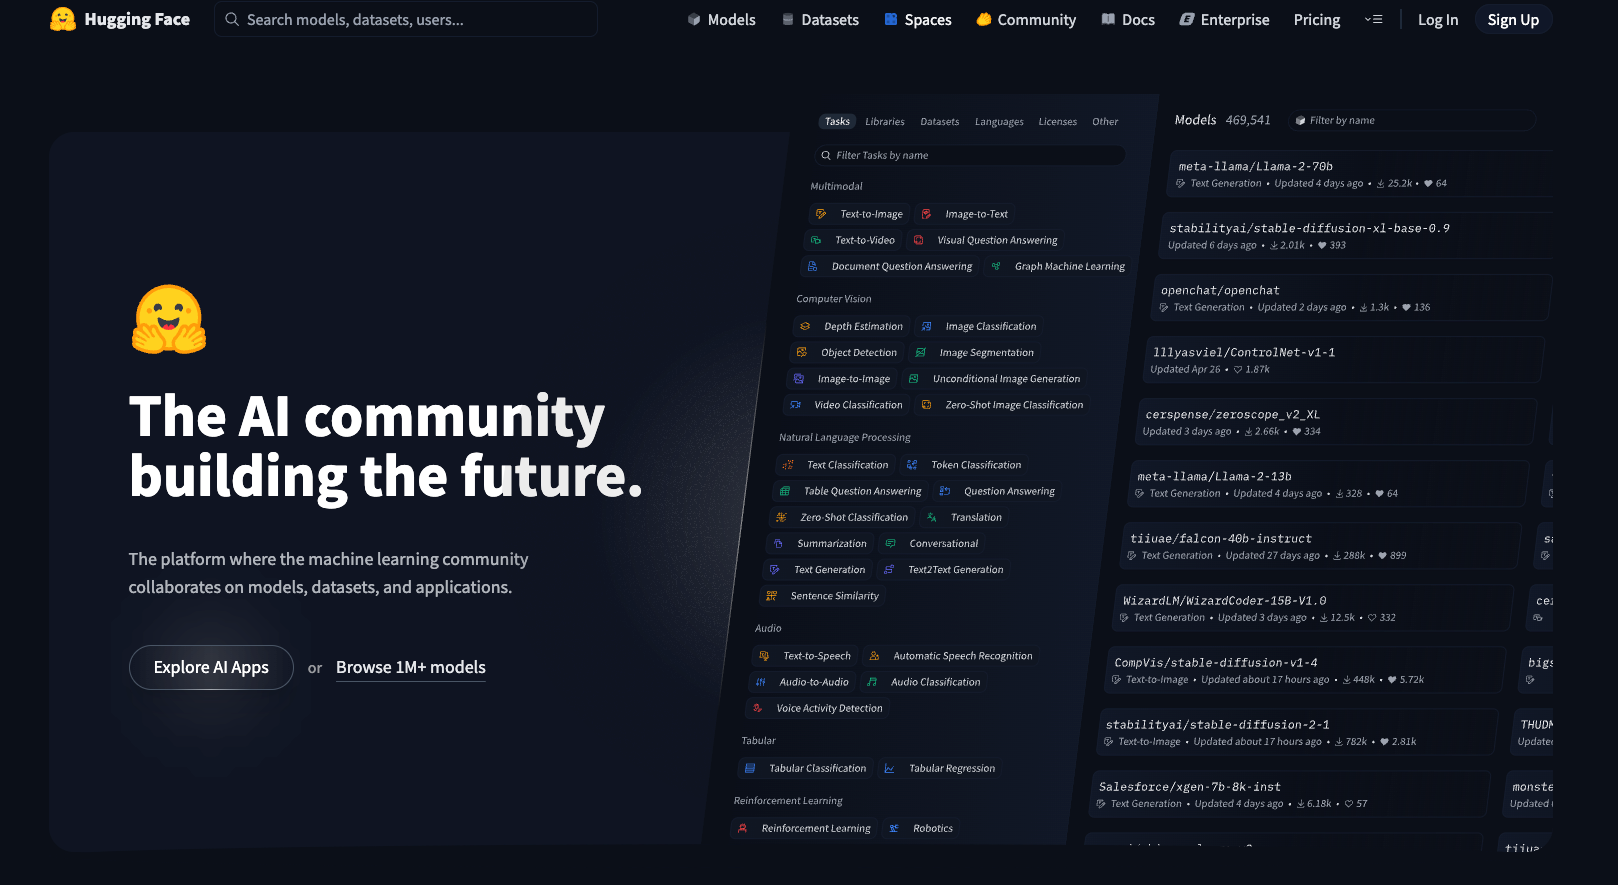 Hugging Face
Search models, datasets, users...
Models
Datasets
Spaces
Community
Docs
Enterprise
Pricing
Log In
Sign Up
The AI community
building the future.
The platform where the machine learning community
collaborates on models, datasets, and applications.
Explore AI Apps or Browse 1M+ models
Tasks Libraries Datasets Languages Licenses Other
Filter Tasks by name
Multimodal
Text-to-Image Image-to-Text
Text-to-Video Visual Question Answering
Document Question Answering Graph Machine Learning
Computer Vision
Depth Estimation Image Classification
Object Detection Image Segmentation
Image-to-Image Unconditional Image Generation
Video Classification Zero-Shot Image Classification
Natural Language Processing
Text Classification Token Classification
Table Question Answering Question Answering
Zero-Shot Classification Translation
Summarization Conversational
Text Generation Text2Text Generation
Sentence Similarity
Audio
Text-to-Speech Automatic Speech Recognition
Audio-to-Audio Audio Classification
Voice Activity Detection
Tabular
Tabular Classification Tabular Regression
Reinforcement Learning
Reinforcement Learning Robotics
Models 469,541 Filter by name
meta-llama/Llama-2-70b
Text Generation • Updated 4 days ago • 25.2k • 64
stabilityai/stable-diffusion-xl-base-0.9
Updated 6 days ago • 2.01k • 393
openchat/openchat
Text Generation • Updated 2 days ago • 1.3k • 136
lllyasviel/ControlNet-v1-1
Updated Apr 26 • 1.87k
cerspense/zeroscope_v2_XL
Updated 3 days ago • 2.66k • 334
meta-llama/Llama-2-13b
Text Generation • Updated 4 days ago • 328 • 64
tiiuae/falcon-40b-instruct
Text Generation • Updated 27 days ago • 288k • 899
WizardLM/WizardCoder-15B-V1.0
Text Generation • Updated 3 days ago • 12.5k • 332
CompVis/stable-diffusion-v1-4
Text-to-Image • Updated about 17 hours ago • 448k • 5.72k
stabilityai/stable-diffusion-2-1
Text-to-Image • Updated about 17 hours ago • 782k • 2.81k
Salesforce/xgen-7b-8k-inst
Text Generation • Updated 4 days ago • 6.18k • 57
bigs
THUDM
Updated
monste
Updated